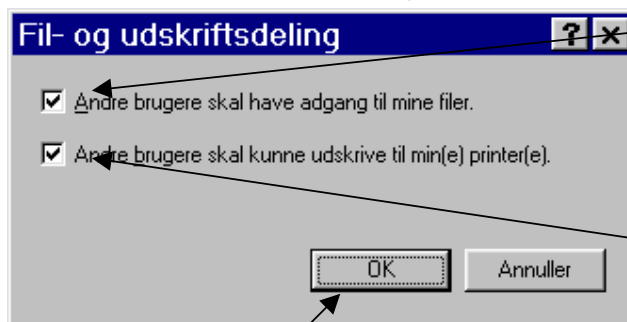 Fil- og udskriftsdeling
Andre brugere skal have adgang til mine filer.
Andre brugere skal kunne udskrive til min(e) printer(e).
OK Annuller